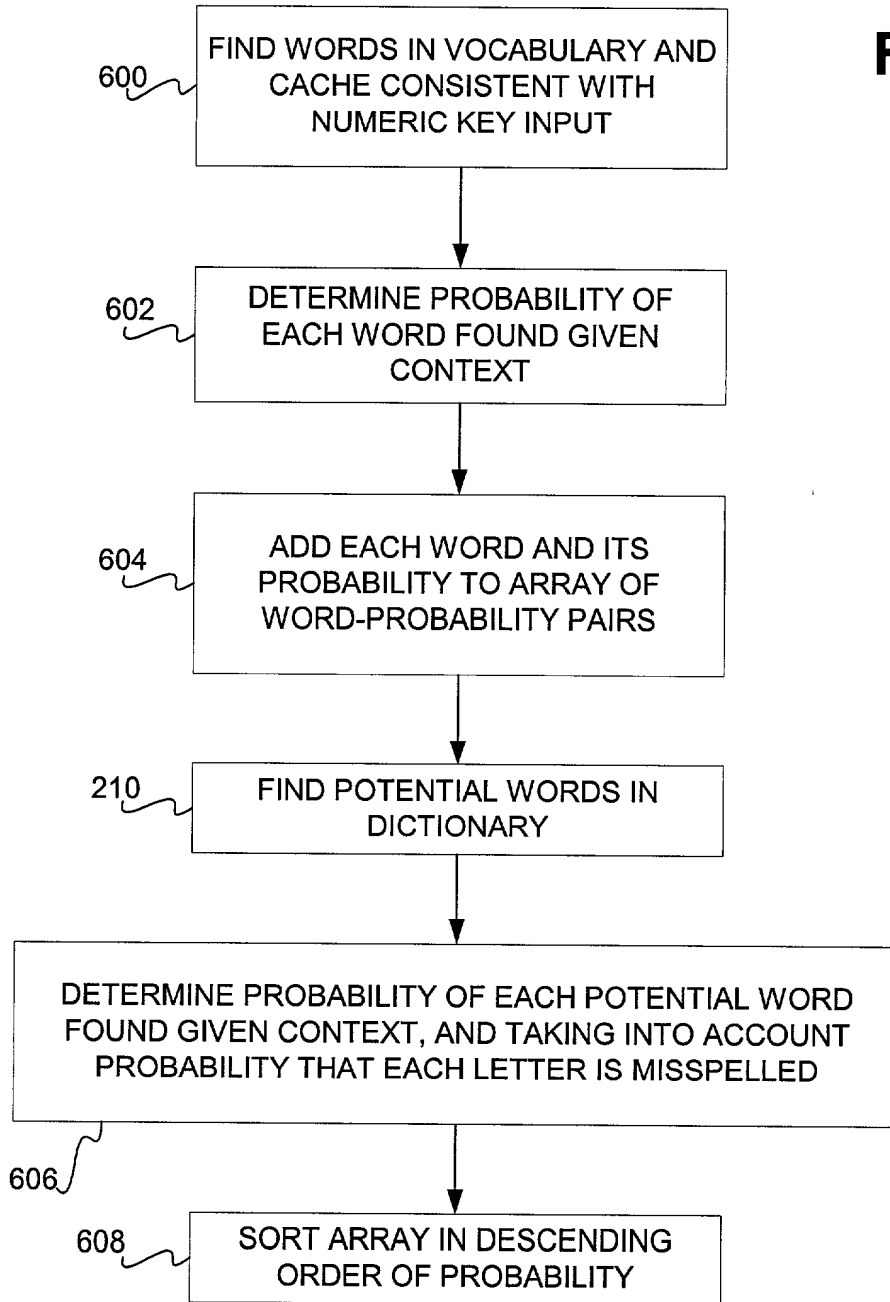 F
600
FIND WORDS IN VOCABULARY AND
CACHE CONSISTENT WITH
NUMERIC KEY INPUT
602
DETERMINE PROBABILITY OF
EACH WORD FOUND GIVEN
CONTEXT
604
ADD EACH WORD AND ITS
PROBABILITY TO ARRAY OF
WORD-PROBABILITY PAIRS
210
FIND POTENTIAL WORDS IN
DICTIONARY
DETERMINE PROBABILITY OF EACH POTENTIAL WORD
FOUND GIVEN CONTEXT, AND TAKING INTO ACCOUNT
PROBABILITY THAT EACH LETTER IS MISSPELLED
606
608
SORT ARRAY IN DESCENDING
ORDER OF PROBABILITY